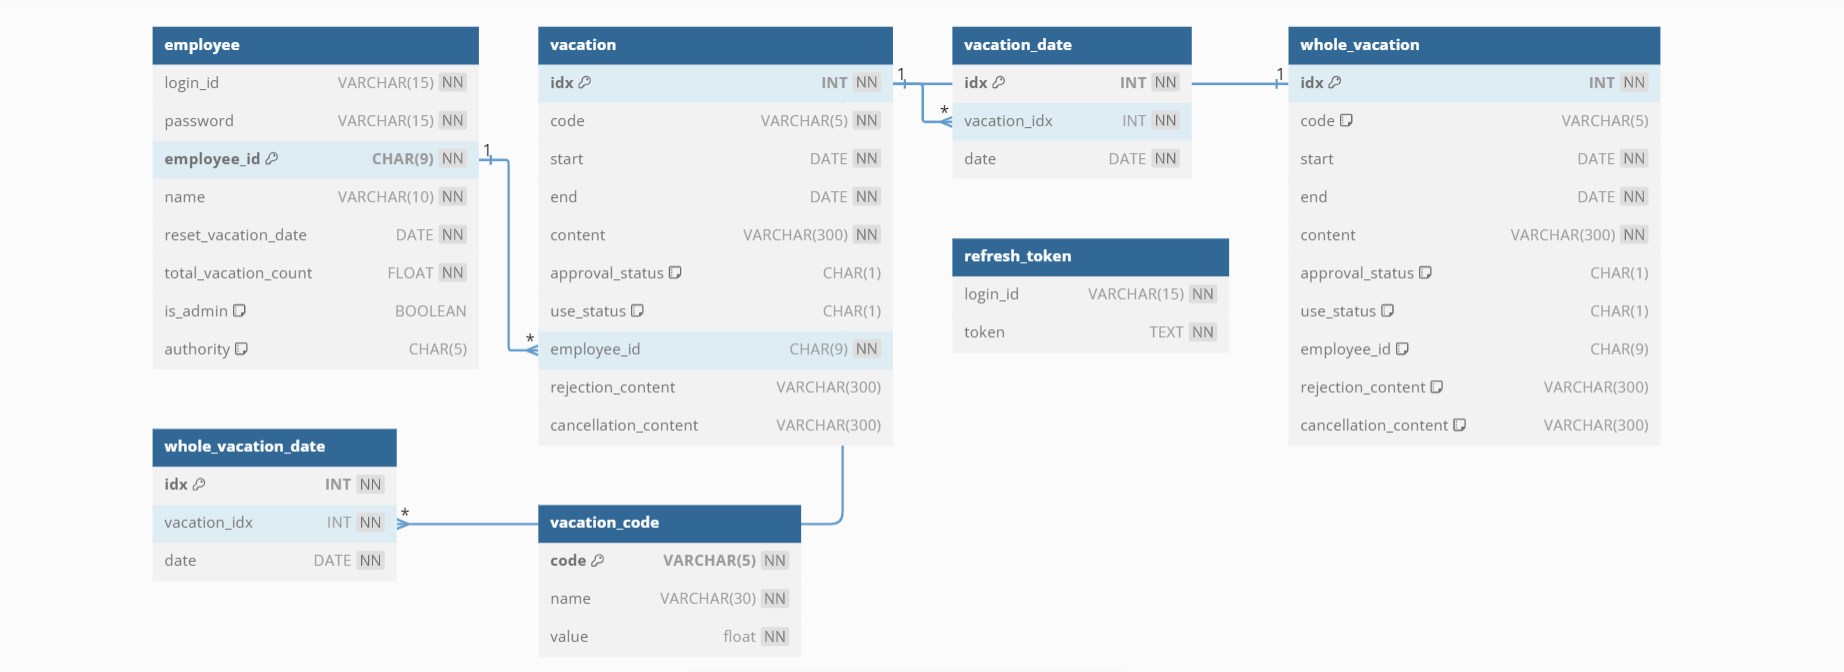 employee
login_id VARCHAR(15) NN
password VARCHAR(15) NN
employee_id CHAR(9) NN
name VARCHAR(10) NN
reset_vacation_date DATE NN
total_vacation_count FLOAT NN
is_admin BOOLEAN
authority CHAR(5)
1
*
vacation
idx INT NN
code VARCHAR(5) NN
start DATE NN
end DATE NN
content VARCHAR(300) NN
approval_status CHAR(1)
use_status CHAR(1)
employee_id CHAR(9) NN
rejection_content VARCHAR(300)
cancellation_content VARCHAR(300)
1
*
vacation_date
idx INT NN
vacation_idx INT NN
date DATE NN
refresh_token
login_id VARCHAR(15) NN
token TEXT NN
1
whole_vacation
idx INT NN
code VARCHAR(5)
start DATE NN
end DATE NN
content VARCHAR(300) NN
approval_status CHAR(1)
use_status CHAR(1)
employee_id CHAR(9)
rejection_content VARCHAR(300)
cancellation_content VARCHAR(300)
whole_vacation_date
idx INT NN
vacation_idx INT NN
date DATE NN
*
vacation_code
code VARCHAR(5) NN
name VARCHAR(30) NN
value float NN